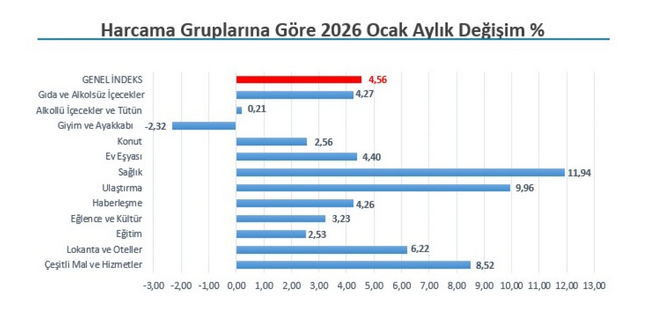 Harcama Gruplarına Göre 2026 Ocak Aylık Değişim %
GENEL İNDEKS 4,56
Gıda ve Alkolsüz İçecekler 4,27
Alkollü İçecekler ve Tütün 0,21
Giyim ve Ayakkabı -2,32
Konut 2,56
Ev Eşyası 4,40
Sağlık 11,94
Ulaştırma 9,96
Haberleşme 4,26
Eğlence ve Kültür 3,23
Eğitim 2,53
Lokanta ve Oteller 6,22
Çeşitli Mal ve Hizmetler 8,52
-3,00 -2,00 -1,00 0,00 1,00 2,00 3,00 4,00 5,00 6,00 7,00 8,00 9,00 10,00 11,00 12,00 13,00